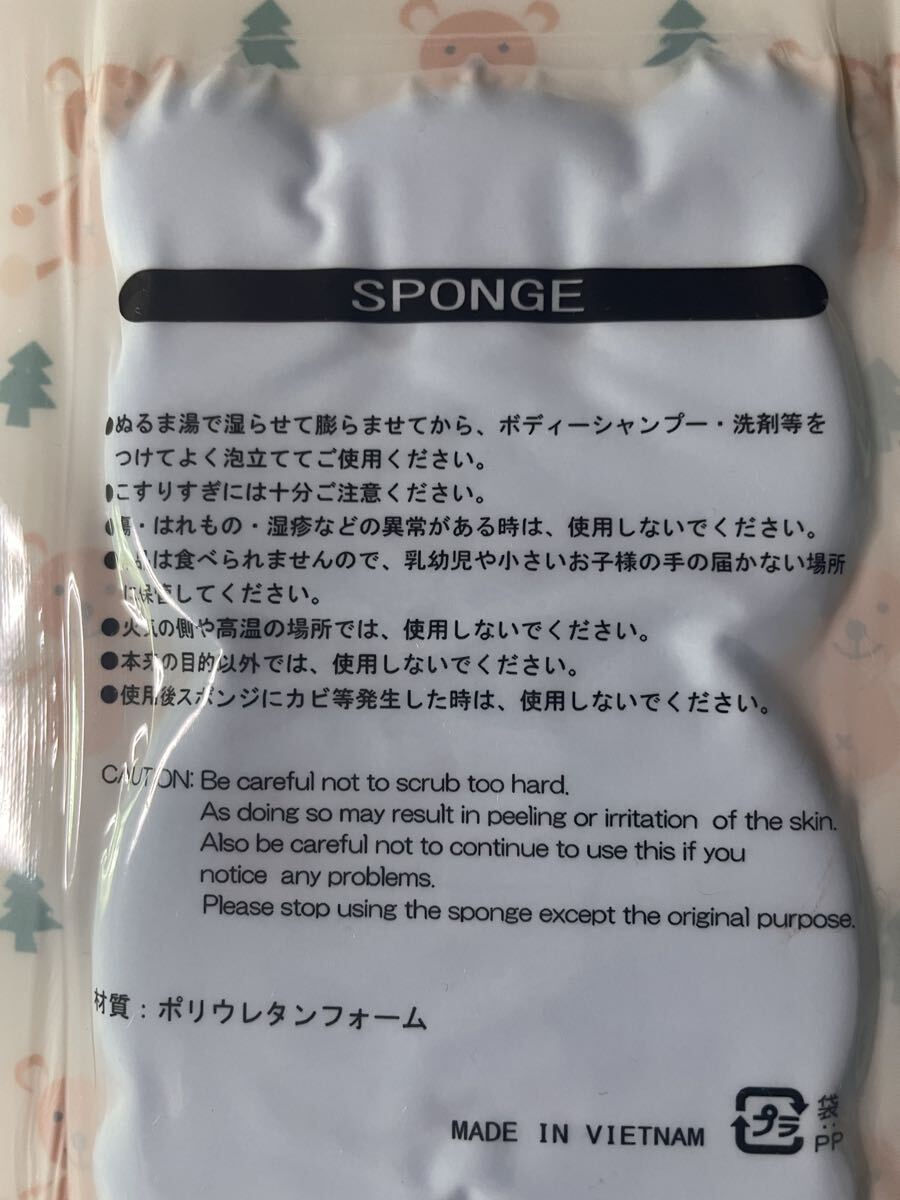 SPONGE
●ぬるま湯で湿らせて膨らませてから、ボディーシャンプー・洗剤等を
つけてよく泡立ててご使用ください。
●こすりすぎには十分ご注意ください。
●傷・はれもの・湿疹などの異常がある時は、使用しないでください。
●は食べられませんので、乳幼児や小さいお子様の手の届かない場所
に保管してください。
●火気の側や高温の場所では、使用しないでください。
●本来の目的以外では、使用しないでください。
●使用後スポンジにカビ等発生した時は、使用しないでください。
CAUTION: Be careful not to scrub too hard.
As doing so may result in peeling or irritation of the skin.
Also be careful not to continue to use this if you
notice any problems.
Please stop using the sponge except the original purpose.
材質：ポリウレタンフォーム
MADE IN VIETNAM
プラ
袋：PP